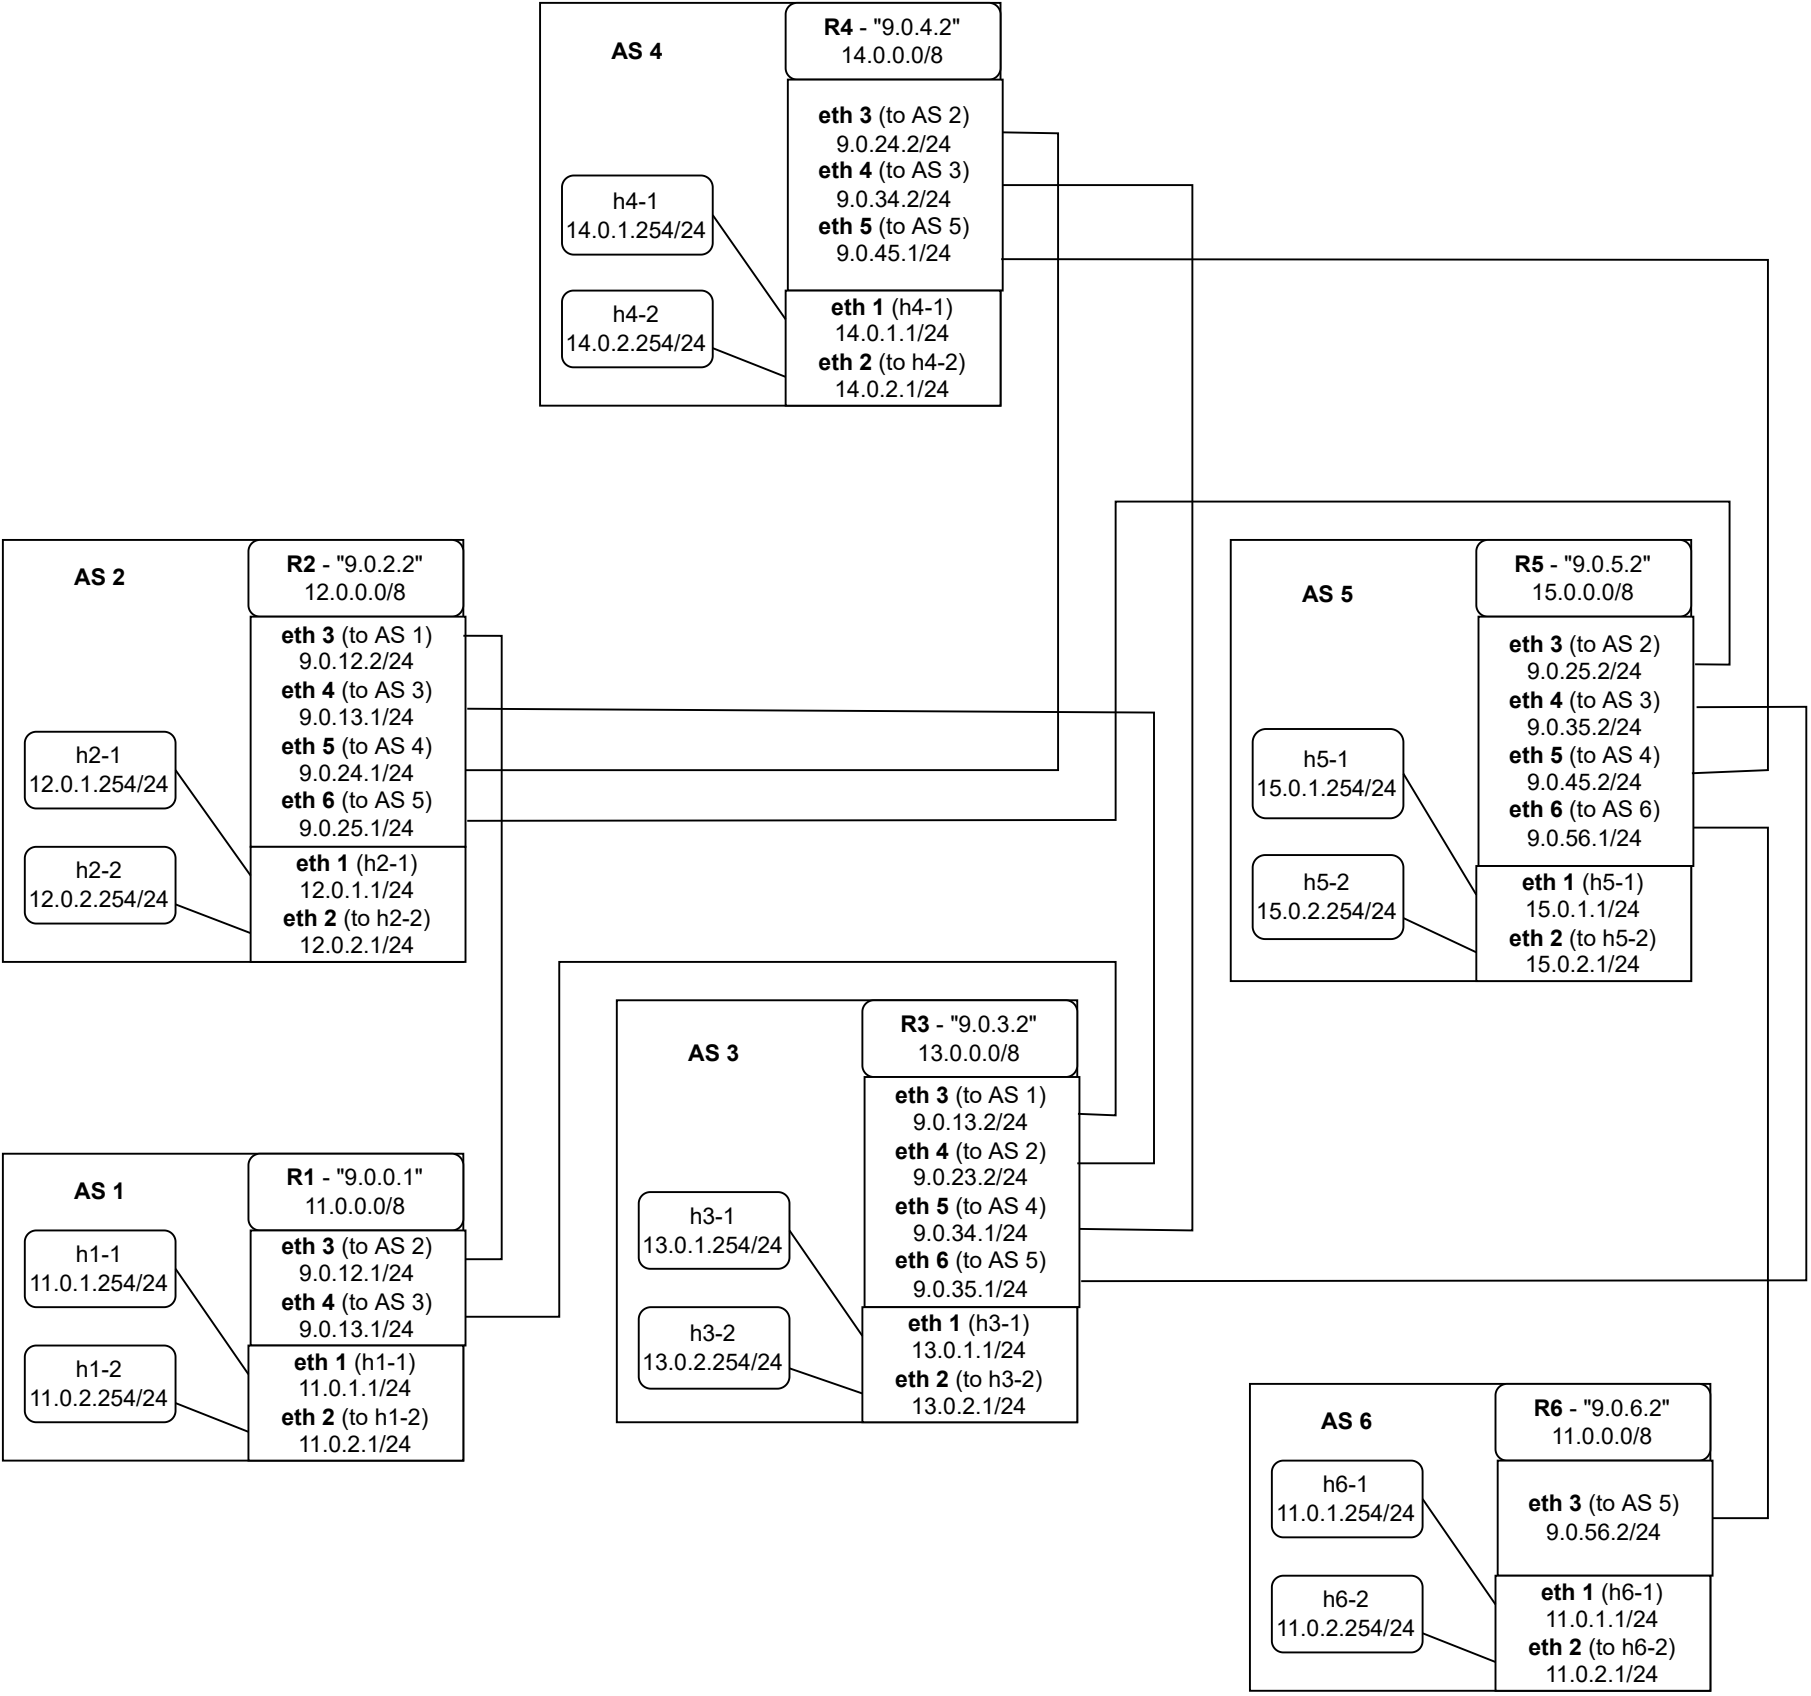 AS 4
R4 - "9.0.4.2"
14.0.0.0/8
eth 3 (to AS 2)
9.0.24.2/24
eth 4 (to AS 3)
9.0.34.2/24
eth 5 (to AS 5)
9.0.45.1/24
h4-1
14.0.1.254/24
h4-2
14.0.2.254/24
eth 1 (h4-1)
14.0.1.1/24
eth 2 (to h4-2)
14.0.2.1/24
AS 2
R2 - "9.0.2.2"
12.0.0.0/8
eth 3 (to AS 1)
9.0.12.2/24
eth 4 (to AS 3)
9.0.13.1/24
eth 5 (to AS 4)
9.0.24.1/24
eth 6 (to AS 5)
9.0.25.1/24
h2-1
12.0.1.254/24
h2-2
12.0.2.254/24
eth 1 (h2-1)
12.0.1.1/24
eth 2 (to h2-2)
12.0.2.1/24
AS 5
R5 - "9.0.5.2"
15.0.0.0/8
eth 3 (to AS 2)
9.0.25.2/24
eth 4 (to AS 3)
9.0.35.2/24
eth 5 (to AS 4)
9.0.45.2/24
eth 6 (to AS 6)
9.0.56.1/24
h5-1
15.0.1.254/24
h5-2
15.0.2.254/24
eth 1 (h5-1)
15.0.1.1/24
eth 2 (to h5-2)
15.0.2.1/24
AS 3
R3 - "9.0.3.2"
13.0.0.0/8
eth 3 (to AS 1)
9.0.13.2/24
eth 4 (to AS 2)
9.0.23.2/24
eth 5 (to AS 4)
9.0.34.1/24
eth 6 (to AS 5)
9.0.35.1/24
h3-1
13.0.1.254/24
h3-2
13.0.2.254/24
eth 1 (h3-1)
13.0.1.1/24
eth 2 (to h3-2)
13.0.2.1/24
AS 1
R1 - "9.0.0.1"
11.0.0.0/8
eth 3 (to AS 2)
9.0.12.1/24
eth 4 (to AS 3)
9.0.13.1/24
h1-1
11.0.1.254/24
h1-2
11.0.2.254/24
eth 1 (h1-1)
11.0.1.1/24
eth 2 (to h1-2)
11.0.2.1/24
AS 6
R6 - "9.0.6.2"
11.0.0.0/8
eth 3 (to AS 5)
9.0.56.2/24
h6-1
11.0.1.254/24
h6-2
11.0.2.254/24
eth 1 (h6-1)
11.0.1.1/24
eth 2 (to h6-2)
11.0.2.1/24